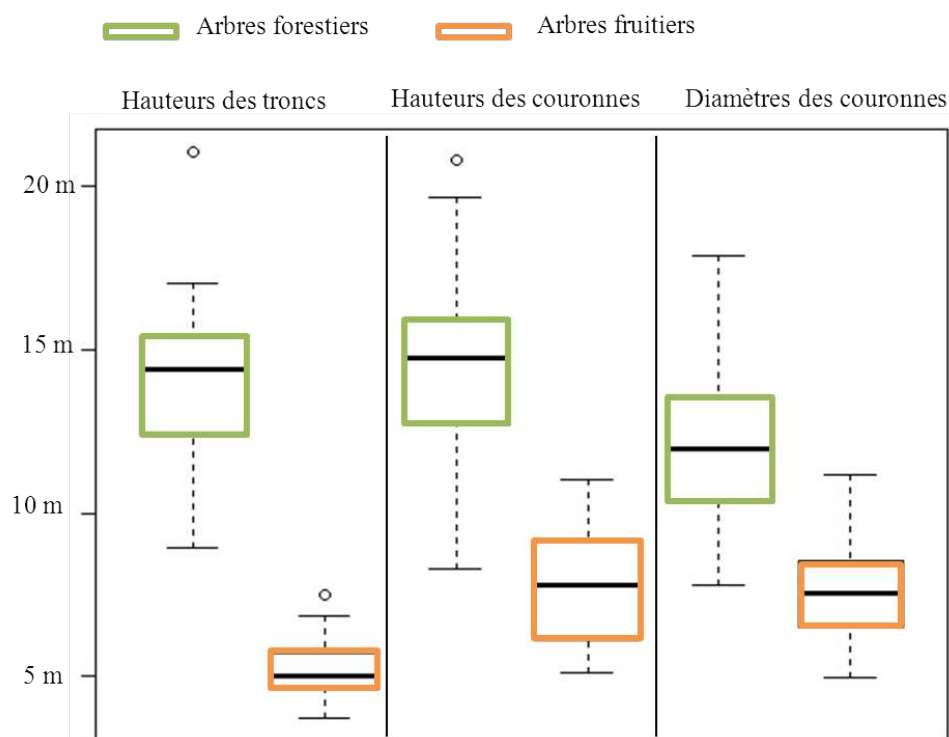 Arbres forestiers
Arbres fruitiers
Hauteurs des troncs
Hauteurs des couronnes
Diamètres des couronnes
20 m
15 m
10 m
5 m